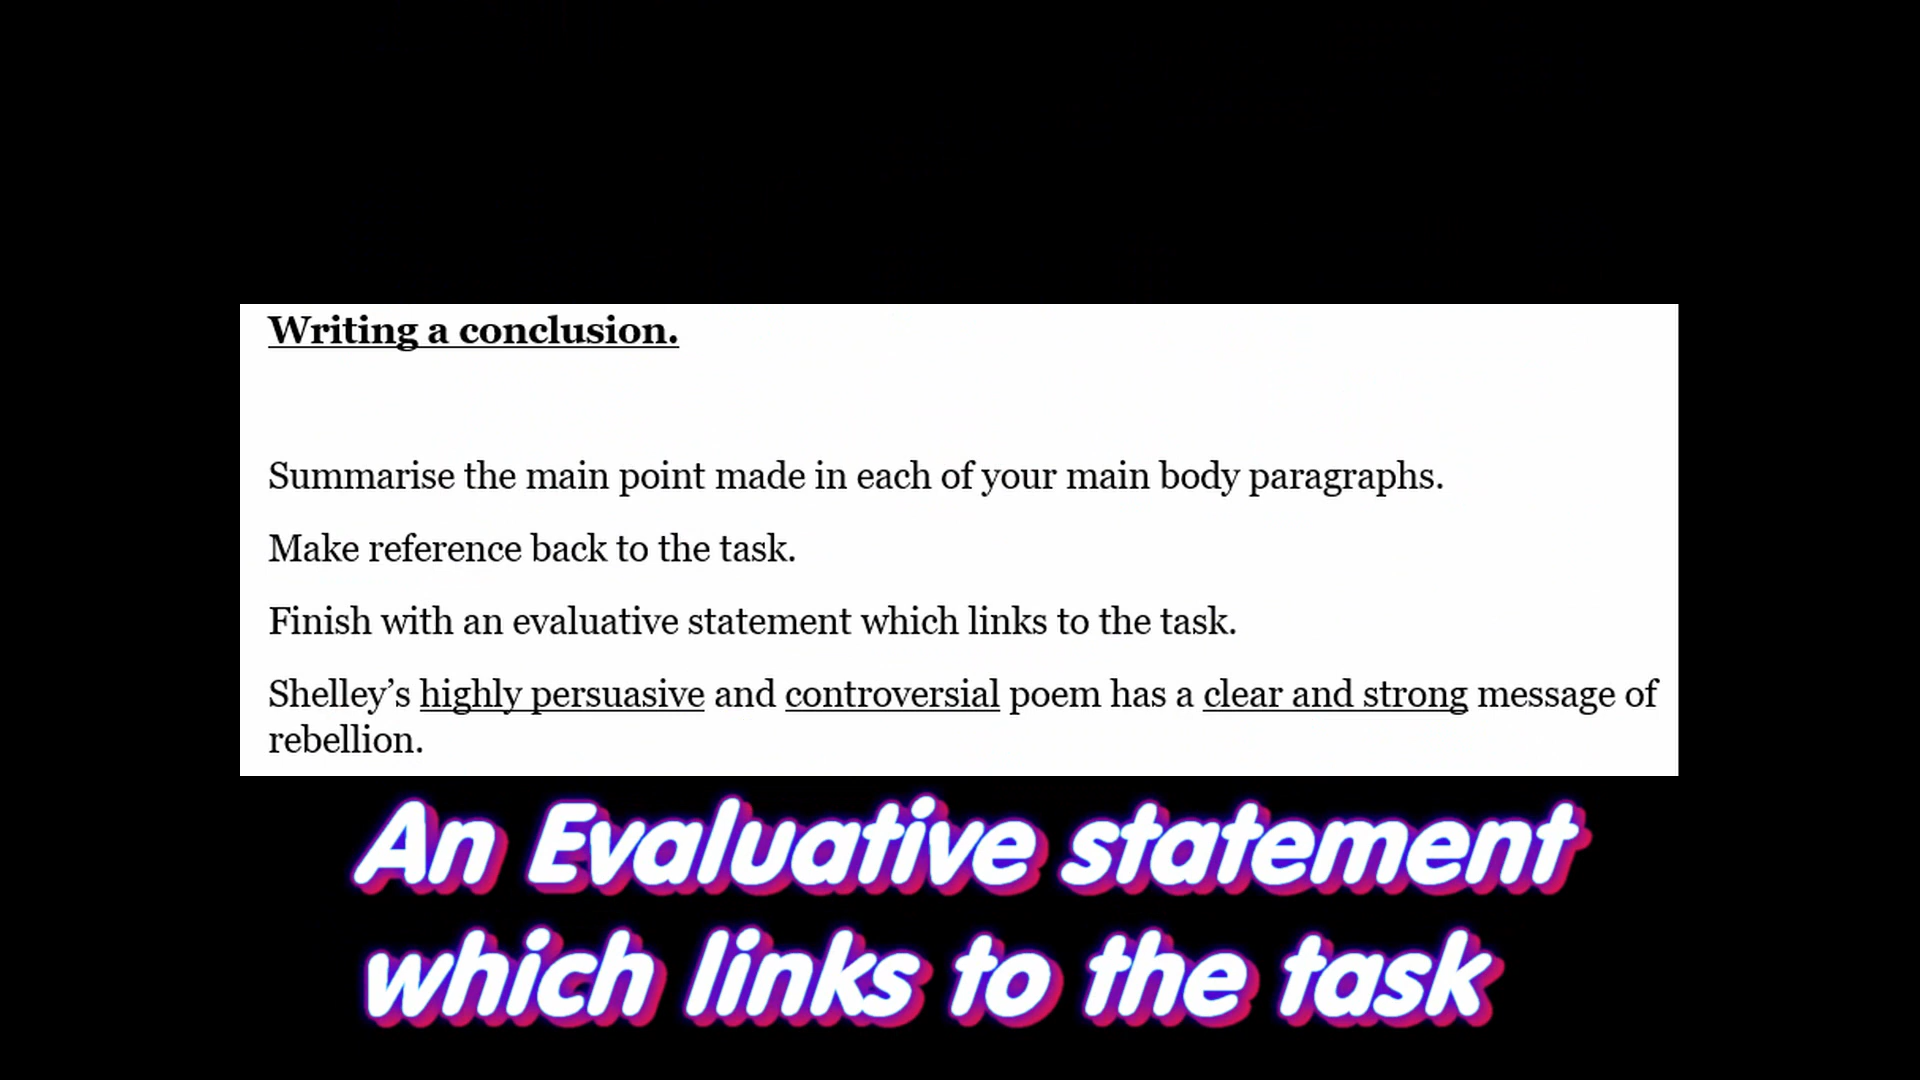 Writing a conclusion.
Summarise the main point made in each of your main body paragraphs.
Make reference back to the task.
Finish with an evaluative statement which links to the task.
Shelley’s highly persuasive and controversial poem has a clear and strong message of
rebellion.
An Evaluative statement
which links to the task